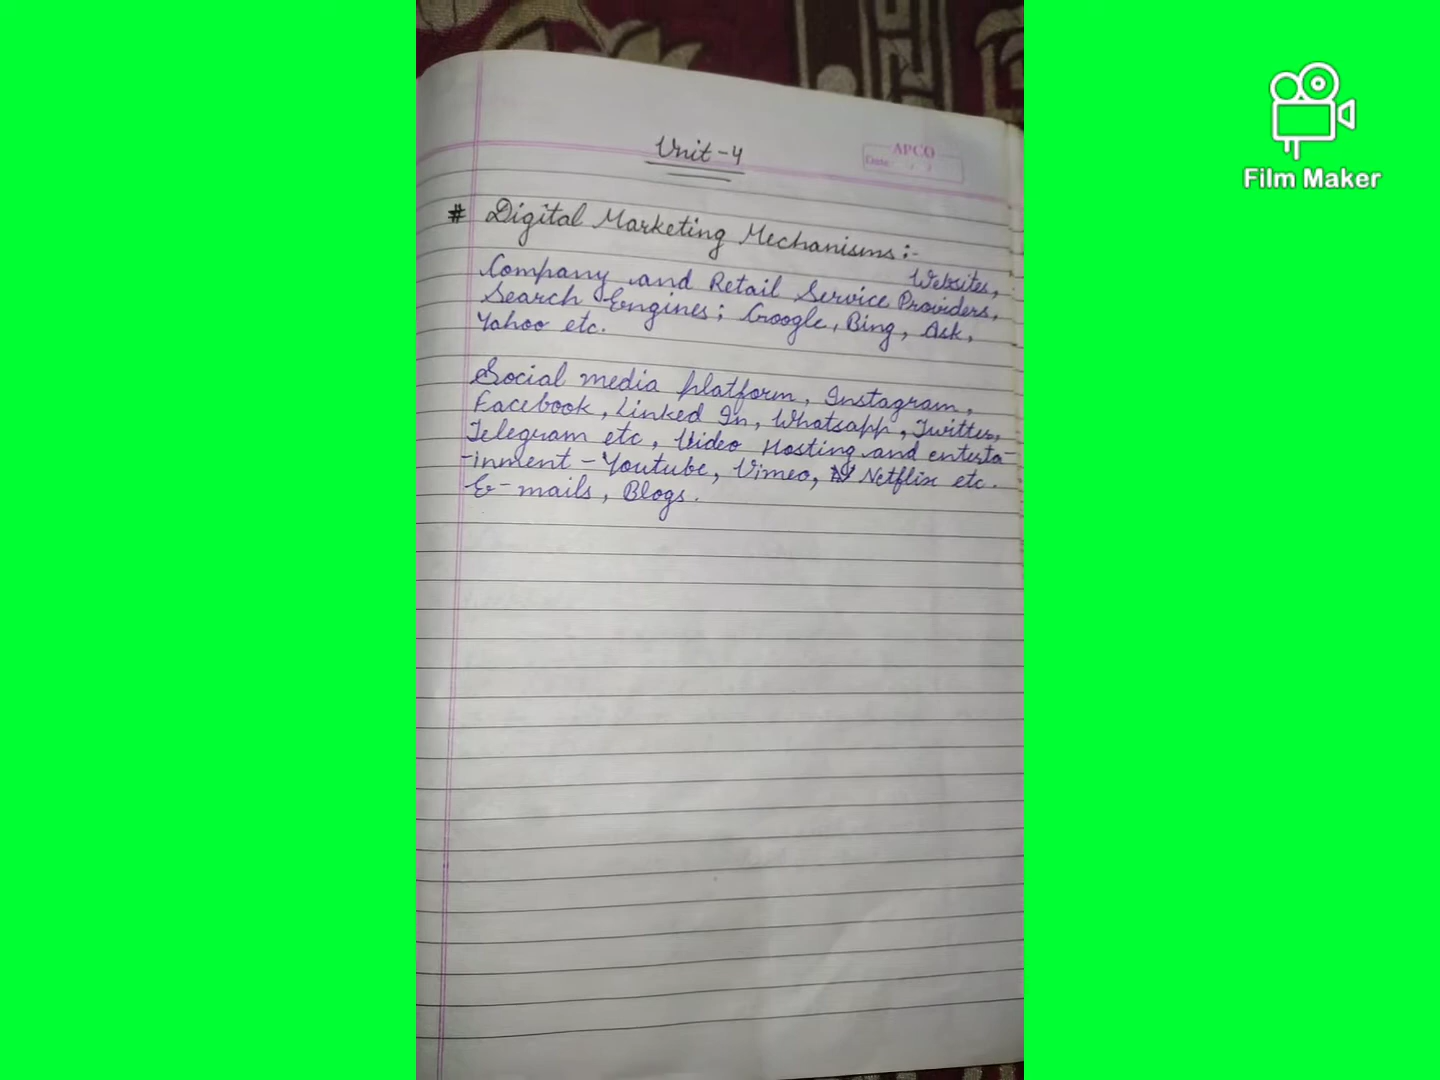 Unit-4
APCO
Date
Film Maker
# Digital Marketing Mechanisms:-
Websites,
Company and Retail Service Providers,
Search Engines; Google, Bing, Ask,
Yahoo etc.
Social media platform, Instagram,
Facebook, Linked In, Whatsapp, Twitter,
Telegram etc, Video Hosting and enterta-
-inment - Youtube, Vimeo, Netflix etc.
E-mails, Blogs.